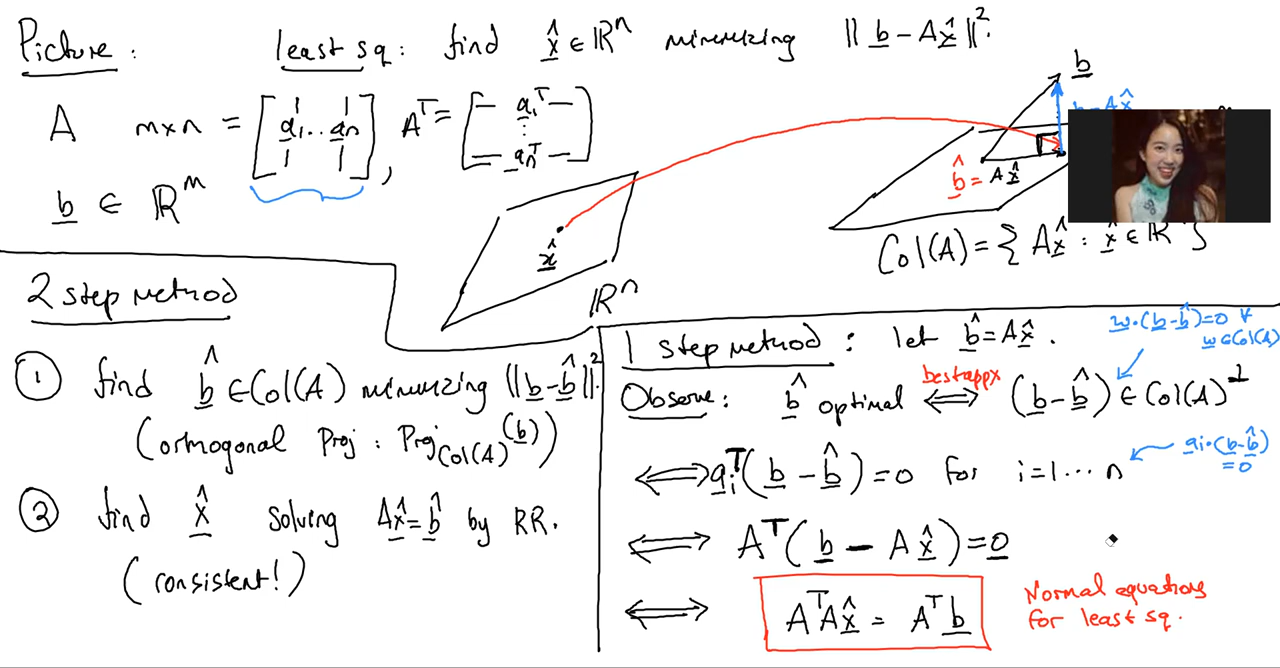 Picture: least sq: find x̂ ∈ ℝⁿ minimizing || b - Ax̂ ||².
A m×n = [a₁ ... aₙ], Aᵀ = [— a₁ᵀ — ⋮ — aₙᵀ —]
b ∈ ℝᵐ
b
b̂ = Ax̂
x̂
ℝⁿ
Col(A) = { Ax̂ : x̂ ∈ ℝ }
2 step method
① find b̂ ∈ Col(A) minimizing ||b-b̂||².
(orthogonal Proj : Proj_Col(A) (b))
② find x̂ solving Ax̂=b̂ by RR.
(consistent!)
1 step method : let b̂=Ax̂.
w·(b-b̂)=0 ∀
w∈Col(A)
Observe: b̂ optimal ⟺ (b-b̂) ∈ Col(A)⊥
best appx
⟺ aᵢᵀ(b-b̂)=0 for i=1...n
aᵢ·(b-b̂)
=0
⟺ Aᵀ(b-Ax̂)=0
⟺ AᵀAx̂ = Aᵀb
Normal equations
for least sq.